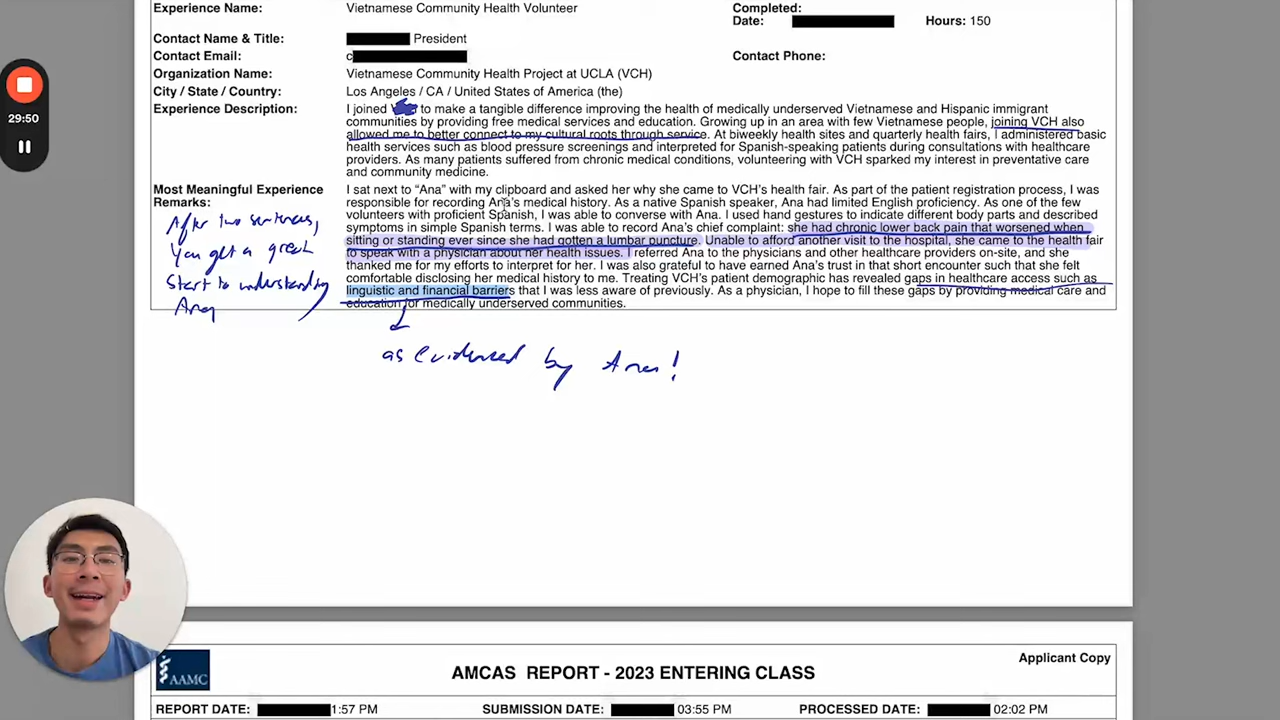 Experience Name: Vietnamese Community Health Volunteer Completed:
Date: Hours: 150
Contact Name & Title: President
Contact Email: c Contact Phone:
Organization Name: Vietnamese Community Health Project at UCLA (VCH)
City / State / Country: Los Angeles / CA / United States of America (the)
Experience Description: I joined to make a tangible difference improving the health of medically underserved Vietnamese and Hispanic immigrant
communities by providing free medical services and education. Growing up in an area with few Vietnamese people, joining VCH also
allowed me to better connect to my cultural roots through service. At biweekly health sites and quarterly health fairs, I administered basic
health services such as blood pressure screenings and interpreted for Spanish-speaking patients during consultations with healthcare
providers. As many patients suffered from chronic medical conditions, volunteering with VCH sparked my interest in preventative care
and community medicine.
Most Meaningful Experience Remarks:
I sat next to "Ana" with my clipboard and asked her why she came to VCH's health fair. As part of the patient registration process, I was
responsible for recording Ana's medical history. As a native Spanish speaker, Ana had limited English proficiency. As one of the few
volunteers with proficient Spanish, I was able to converse with Ana. I used hand gestures to indicate different body parts and described
symptoms in simple Spanish terms. I was able to record Ana's chief complaint: she had chronic lower back pain that worsened when
sitting or standing ever since she had gotten a lumbar puncture. Unable to afford another visit to the hospital, she came to the health fair
to speak with a physician about her health issues. I referred Ana to the physicians and other healthcare providers on-site, and she
thanked me for my efforts to interpret for her. I was also grateful to have earned Ana's trust in that short encounter such that she felt
comfortable disclosing her medical history to me. Treating VCH's patient demographic has revealed gaps in healthcare access such as
linguistic and financial barriers that I was less aware of previously. As a physician, I hope to fill these gaps by providing medical care and
education for medically underserved communities.
After two sentences,
you get a great
start to understanding
Ana
as evidenced by Ana!
29:50
AAMC
AMCAS REPORT - 2023 ENTERING CLASS
Applicant Copy
REPORT DATE: 1:57 PM SUBMISSION DATE: 03:55 PM PROCESSED DATE: 02:02 PM